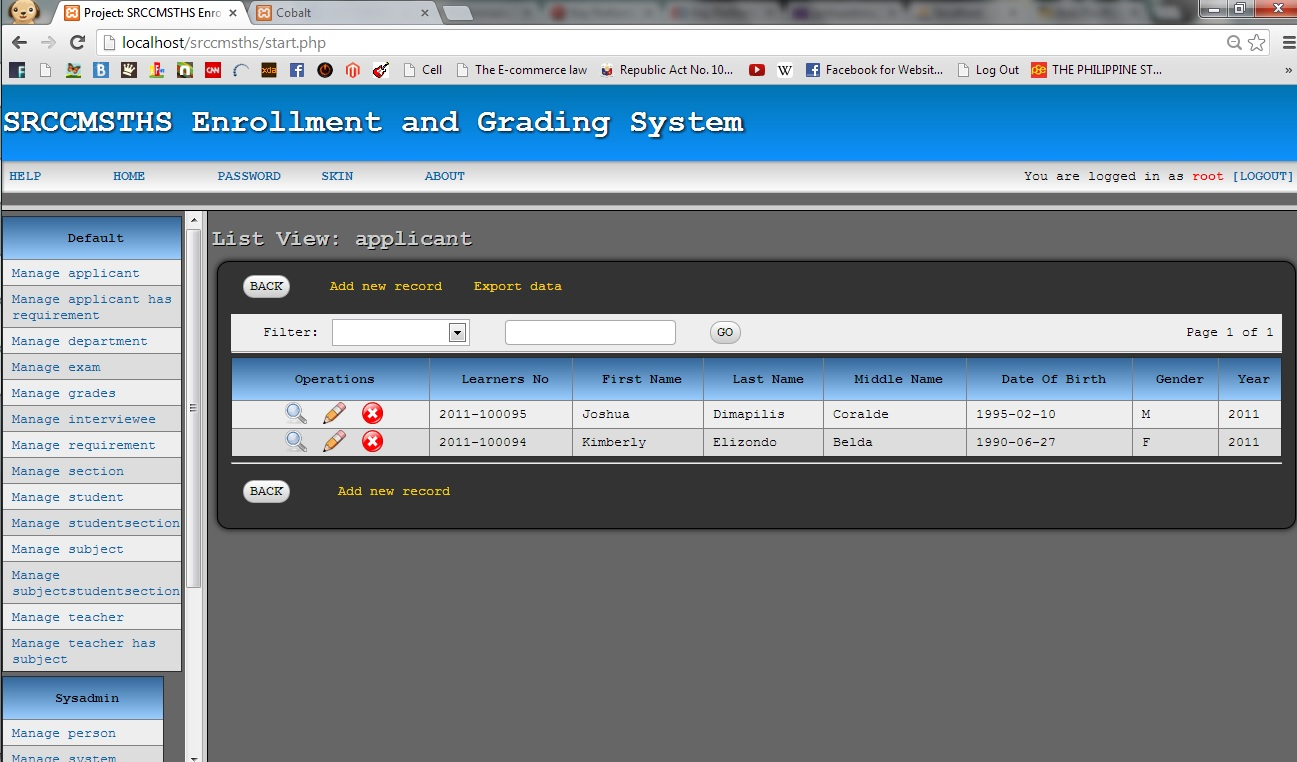 Project: SRCCMSTHS Enro
Cobalt
localhost/srccmsths/start.php
Cell
The E-commerce law
Republic Act No. 10...
Facebook for Websit...
Log Out
THE PHILIPPINE ST...
»
SRCCMSTHS Enrollment and Grading System
HELP HOME PASSWORD SKIN ABOUT You are logged in as root [LOGOUT]
Default
Manage applicant
Manage applicant has
requirement
Manage department
Manage exam
Manage grades
Manage interviewee
Manage requirement
Manage section
Manage student
Manage studentsection
Manage subject
Manage
subjectstudentsection
Manage teacher
Manage teacher has
subject
Sysadmin
Manage person
Manage system
List View: applicant
BACK Add new record Export data
Filter: GO Page 1 of 1
Operations Learners No First Name Last Name Middle Name Date Of Birth Gender Year
2011-100095 Joshua Dimapilis Coralde 1995-02-10 M 2011
2011-100094 Kimberly Elizondo Belda 1990-06-27 F 2011
BACK Add new record